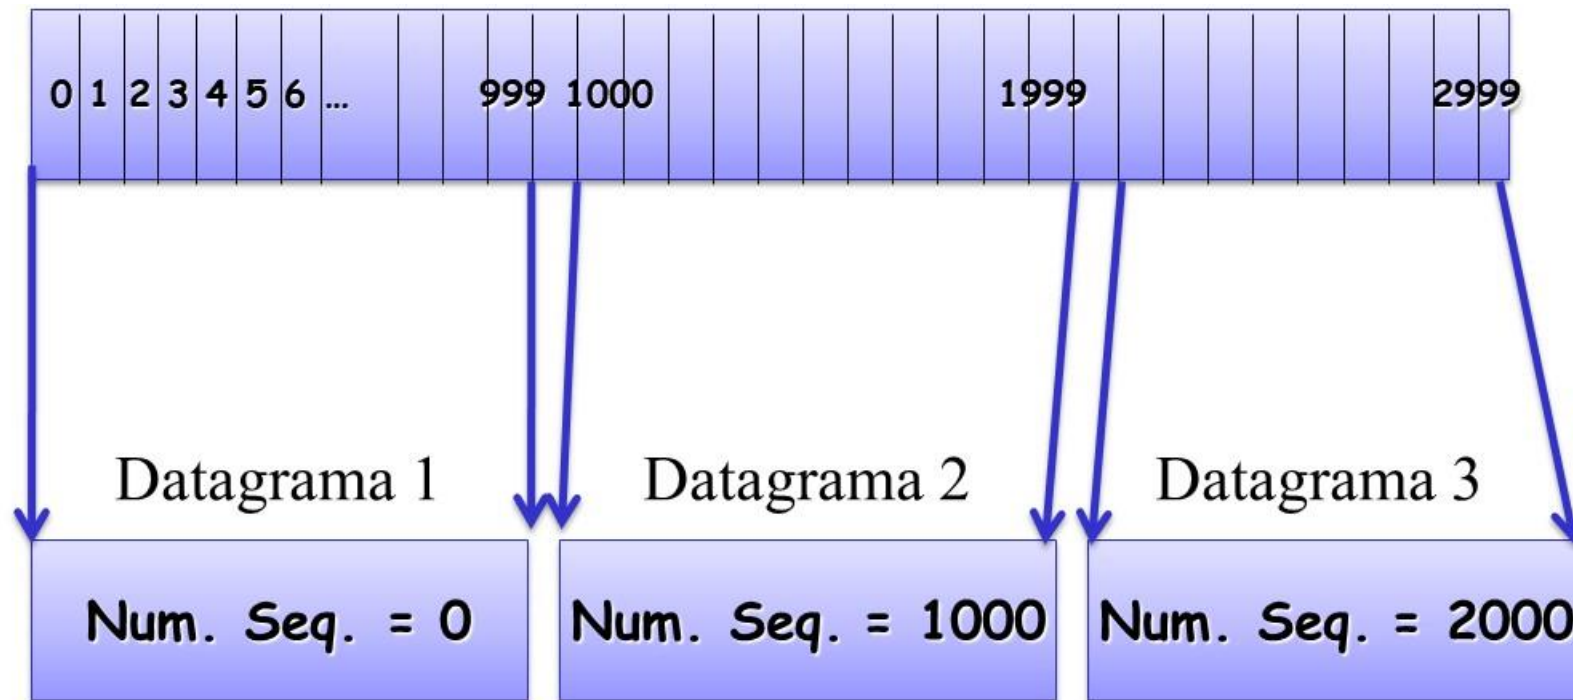 0 1 2 3 4 5 6 ... 999 1000 1999 2999
Datagrama 1 Datagrama 2 Datagrama 3
Num. Seq. = 0 Num. Seq. = 1000 Num. Seq. = 2000